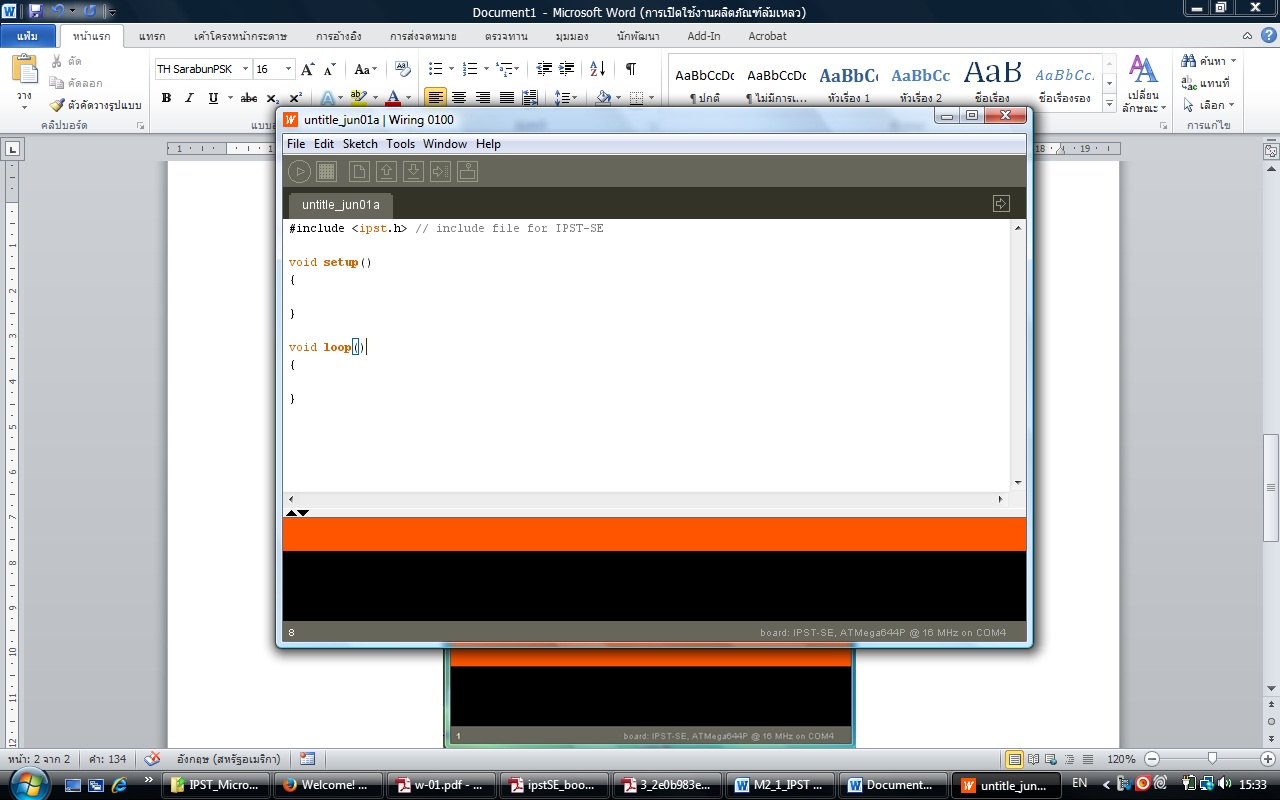 Document1 - Microsoft Word (การเปิดใช้งานผลิตภัณฑ์ล้มเหลว)
แฟ้ม หน้าแรก แทรก เค้าโครงหน้ากระดาษ การอ้างอิง การส่งจดหมาย ตรวจทาน มุมมอง นักพัฒนา Add-In Acrobat
วาง
ตัด
คัดลอก
ตัวคัดวางรูปแบบ
คลิปบอร์ด
TH SarabunPSK 16
AaBbCcDc AaBbCcDc AaBbC AaBbCc AaB AaBbCc
¶ ปกติ ¶ ไม่มีการเ... หัวเรื่อง 1 หัวเรื่อง 2 ชื่อเรื่อง ชื่อเรื่องรอง
เปลี่ยน
ลักษณะ
ค้นหา
แทนที่
เลือก
การแก้ไข
untitle_jun01a | Wiring 0100
File Edit Sketch Tools Window Help
untitle_jun01a
#include <ipst.h> // include file for IPST-SE
void setup()
{
}
void loop()
{
}
8 board: IPST-SE, ATMega644P @ 16 MHz on COM4
1 board: IPST-SE, ATMega644P @ 16 MHz on COM4
หน้า: 2 จาก 2 คำ: 134 อังกฤษ (สหรัฐอเมริกา) 120%
IPST_Micro... Welcome! ... w-01.pdf - ... ipstSE_boo... 3_2e0b983e... M2_1_IPST ... Document... untitle_jun... EN 15:33